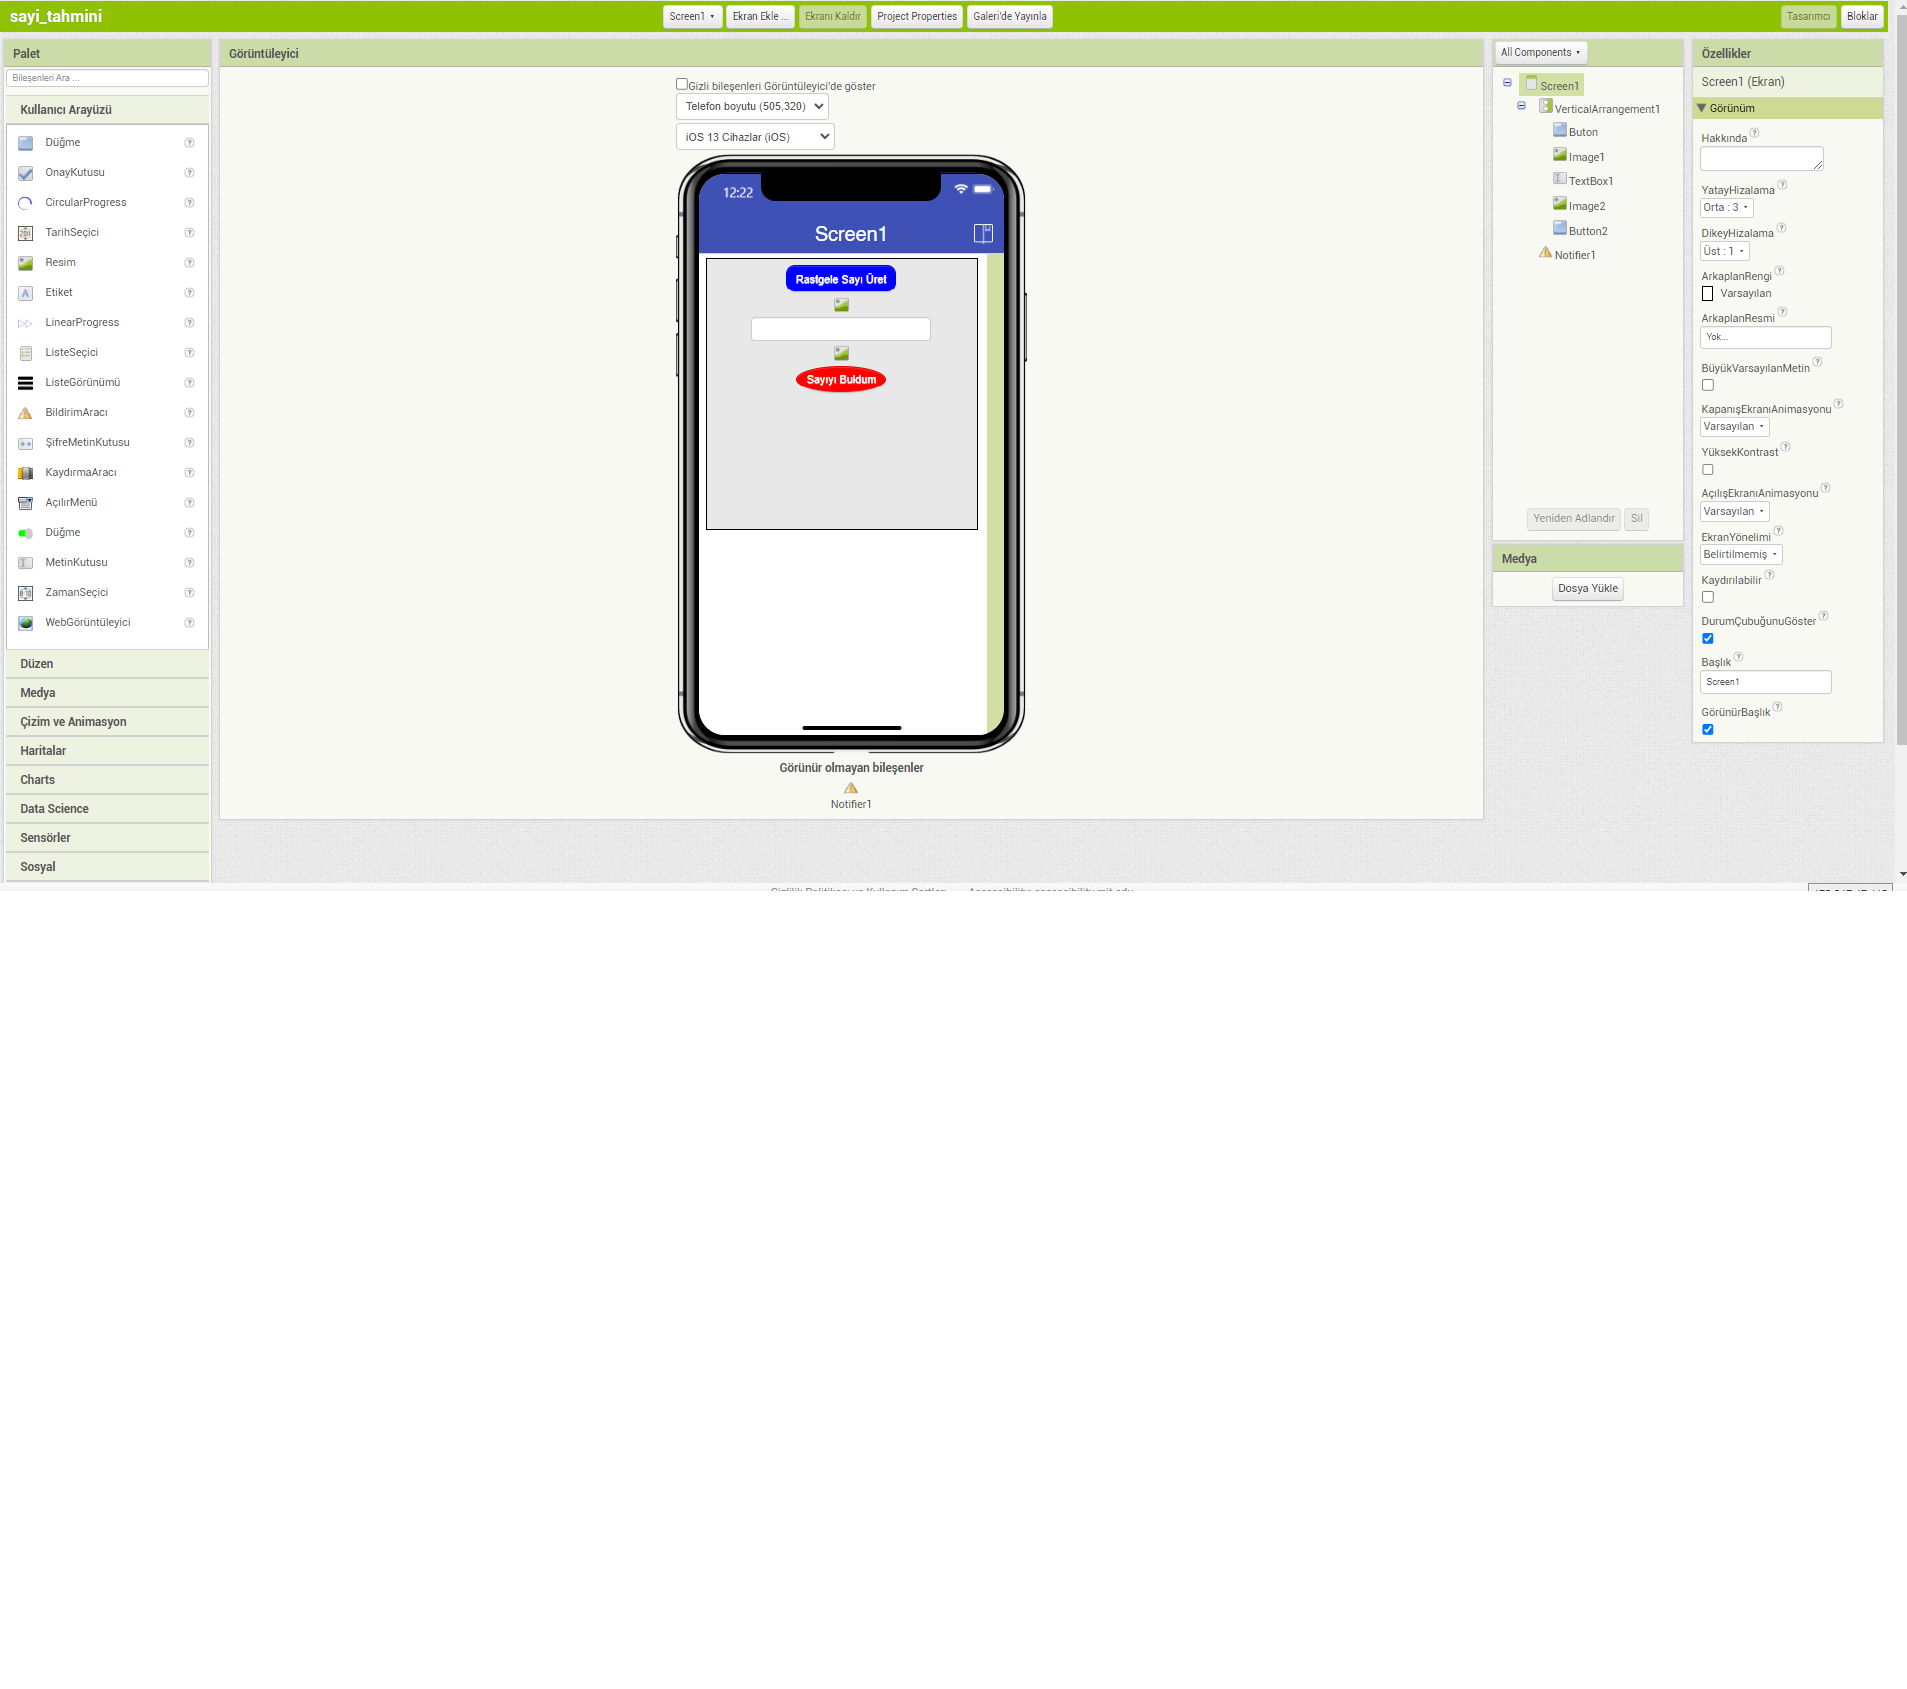 sayi_tahmini
Screen1
Ekran Ekle ...
Ekranı Kaldır
Project Properties
Galeri'de Yayınla
Tasarımcı
Bloklar
Palet
Bileşenleri Ara ...
Kullanıcı Arayüzü
Düğme
OnayKutusu
CircularProgress
TarihSeçici
Resim
Etiket
LinearProgress
ListeSeçici
ListeGörünümü
BildirimAracı
ŞifreMetinKutusu
KaydırmaAracı
AçılırMenü
Düğme
MetinKutusu
ZamanSeçici
WebGörüntüleyici
Düzen
Medya
Çizim ve Animasyon
Haritalar
Charts
Data Science
Sensörler
Sosyal
Görüntüleyici
Gizli bileşenleri Görüntüleyici'de göster
Telefon boyutu (505,320)
iOS 13 Cihazlar (iOS)
12:22
Screen1
Rastgele Sayı Üret
Sayıyı Buldum
Görünür olmayan bileşenler
Notifier1
All Components
Screen1
VerticalArrangement1
Buton
Image1
TextBox1
Image2
Button2
Notifier1
Yeniden Adlandır
Sil
Medya
Dosya Yükle
Özellikler
Screen1 (Ekran)
Görünüm
Hakkında
YatayHizalama
Orta : 3
DikeyHizalama
Üst : 1
ArkaplanRengi
Varsayılan
ArkaplanResmi
Yok...
BüyükVarsayılanMetin
KapanışEkranıAnimasyonu
Varsayılan
YüksekKontrast
AçılışEkranıAnimasyonu
Varsayılan
EkranYönelimi
Belirtilmemiş
Kaydırılabilir
DurumÇubuğunuGöster
Başlık
Screen1
GörünürBaşlık